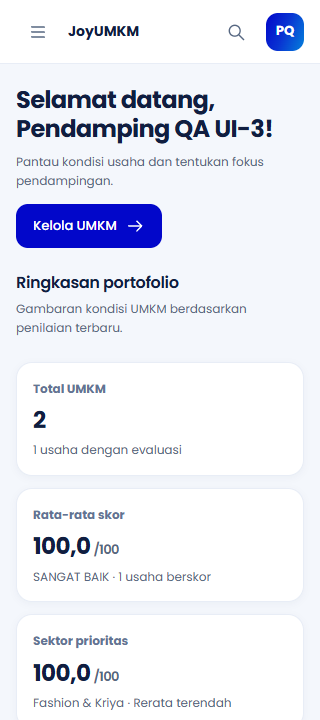 JoyUMKM
PQ
Selamat datang,
Pendamping QA UI-3!
Pantau kondisi usaha dan tentukan fokus
pendampingan.
Kelola UMKM
Ringkasan portofolio
Gambaran kondisi UMKM berdasarkan
penilaian terbaru.
Total UMKM
2
1 usaha dengan evaluasi
Rata-rata skor
100,0 /100
SANGAT BAIK · 1 usaha berskor
Sektor prioritas
100,0 /100
Fashion & Kriya · Rerata terendah